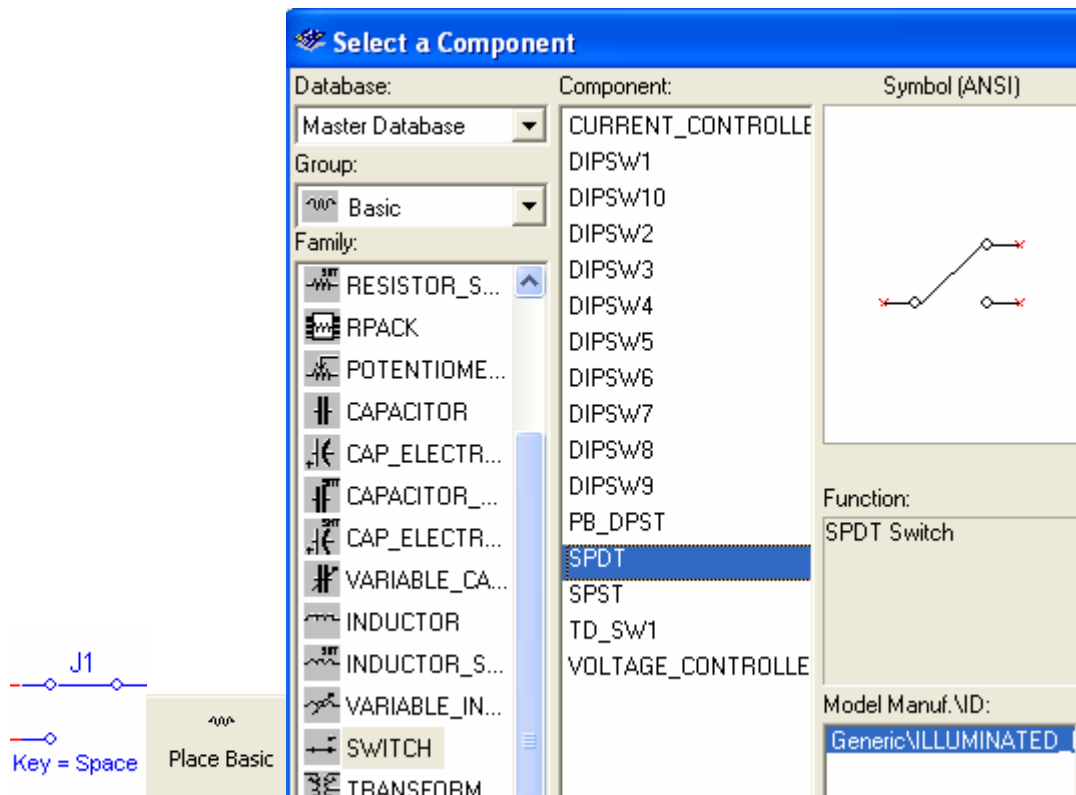 Select a Component
Database:
Master Database
Group:
Basic
Family:
RESISTOR_S...
RPACK
POTENTIOME...
CAPACITOR
CAP_ELECTR...
CAPACITOR_...
CAP_ELECTR...
VARIABLE_CA...
INDUCTOR
INDUCTOR_S...
VARIABLE_IN...
SWITCH
TRANSFORM
Component:
CURRENT_CONTROLLE
DIPSW1
DIPSW10
DIPSW2
DIPSW3
DIPSW4
DIPSW5
DIPSW6
DIPSW7
DIPSW8
DIPSW9
PB_DPST
SPDT
SPST
TD_SW1
VOLTAGE_CONTROLLE
Symbol (ANSI)
Function:
SPDT Switch
Model Manuf.\ID:
Generic\ILLUMINATED_
J1
Key = Space
Place Basic